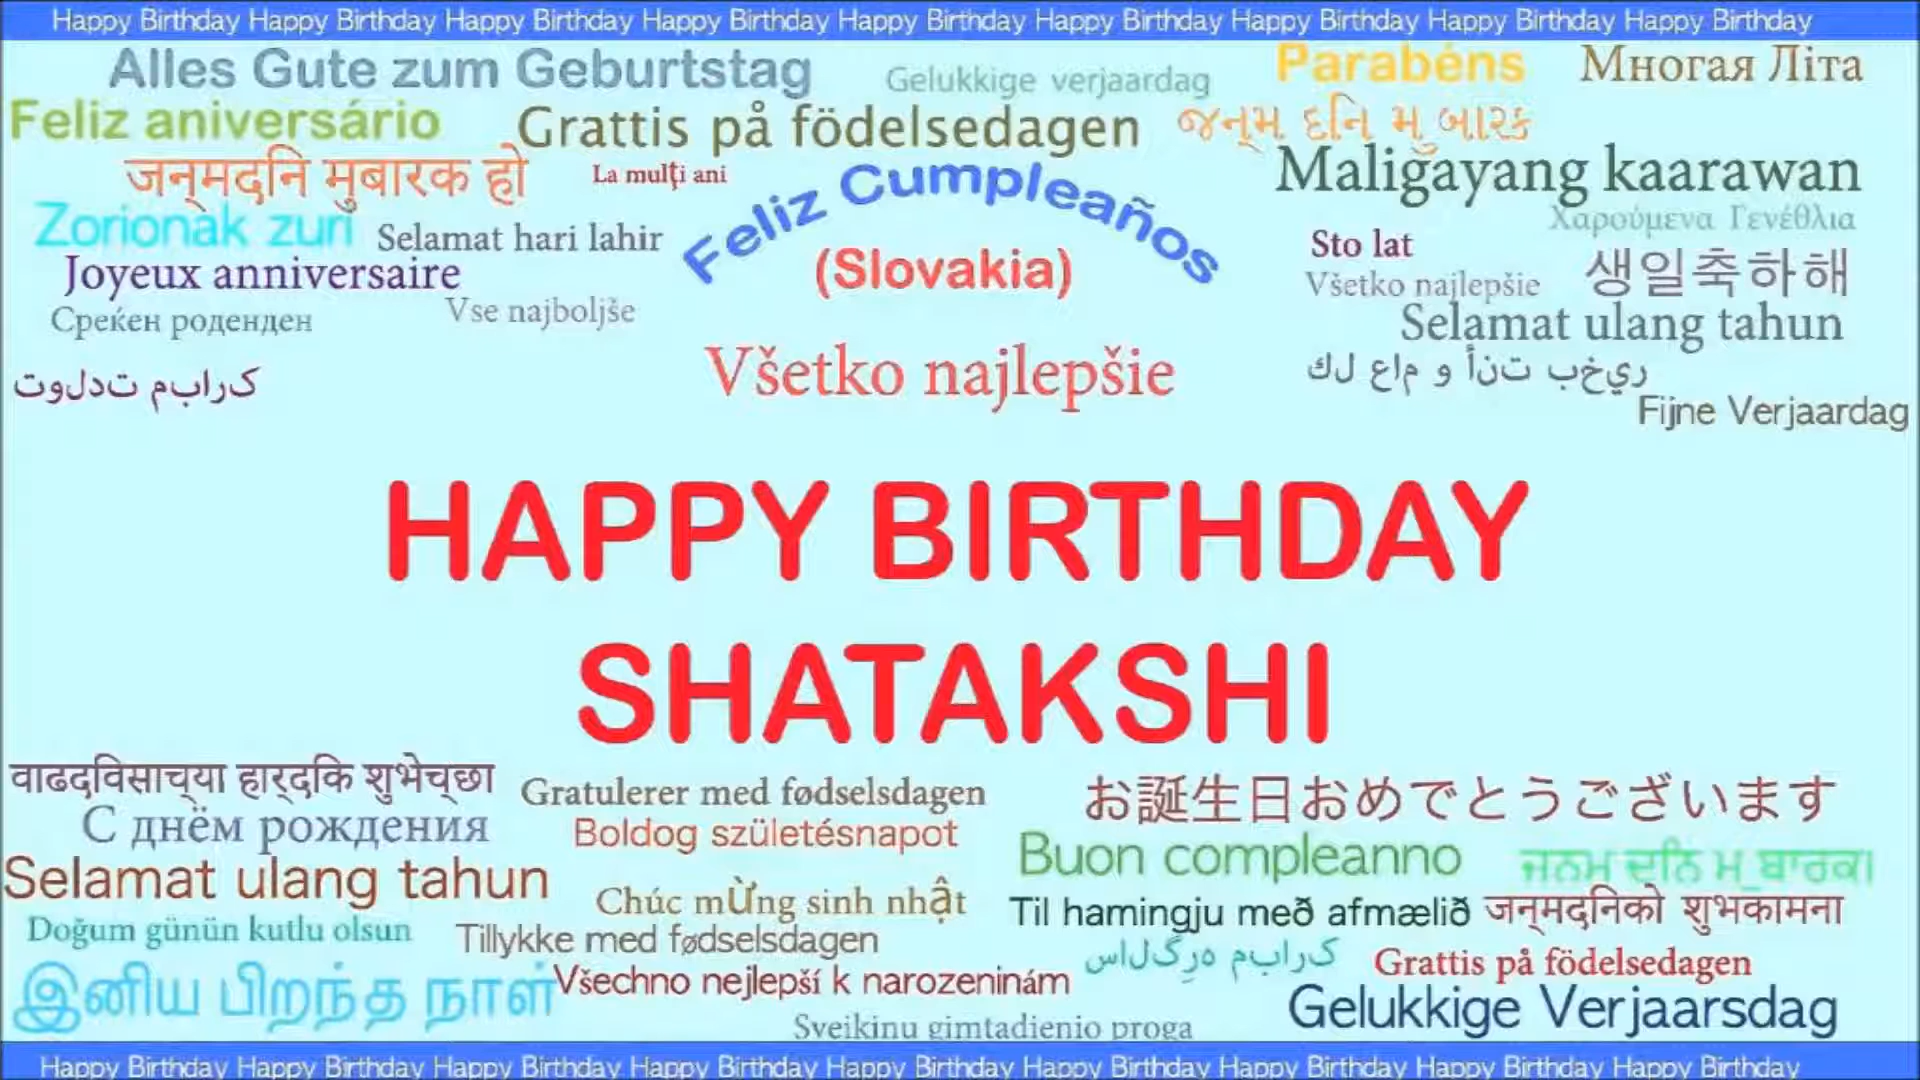 Happy Birthday Happy Birthday Happy Birthday Happy Birthday Happy Birthday Happy Birthday Happy Birthday Happy Birthday Happy Birthday
Alles Gute zum Geburtstag
Gelukkige verjaardag
Parabéns
Многая Літа
Feliz aniversário
Grattis på födelsedagen
જન્મ દિન મુબારક
जन्मदिन मुबारक हो
La mulți ani
Feliz Cumpleaños
Maligayang kaarawan
Zorionak zuri
Selamat hari lahir
(Slovakia)
Χαρούμενα Γενέθλια
Sto lat
Joyeux anniversaire
Všetko najlepšie
생일축하해
Среќен роденден
Vse najboljše
Selamat ulang tahun
Všetko najlepšie
تولدت مبارک
كل عام و أنت بخير
Fijne Verjaardag
HAPPY BIRTHDAY
SHATAKSHI
वाढदिवसाच्या हार्दिक शुभेच्छा
Gratulerer med fødselsdagen
お誕生日おめでとうございます
С днём рождения
Boldog születésnapot
Buon compleanno
ਜਨਮ ਦਿਨ ਮੁਬਾਰਕ।
Selamat ulang tahun
Chúc mừng sinh nhật
Til hamingju með afmælið
जन्मदिनको शुभकामना
Doğum günün kutlu olsun
Tillykke med fødselsdagen
سالگرہ مبارک
Grattis på födelsedagen
இனிய பிறந்த நாள்
Všechno nejlepší k narozeninám
Gelukkige Verjaarsdag
Sveikinu gimtadienio proga
Happy Birthday Happy Birthday Happy Birthday Happy Birthday Happy Birthday Happy Birthday Happy Birthday Happy Birthday Happy Birthday